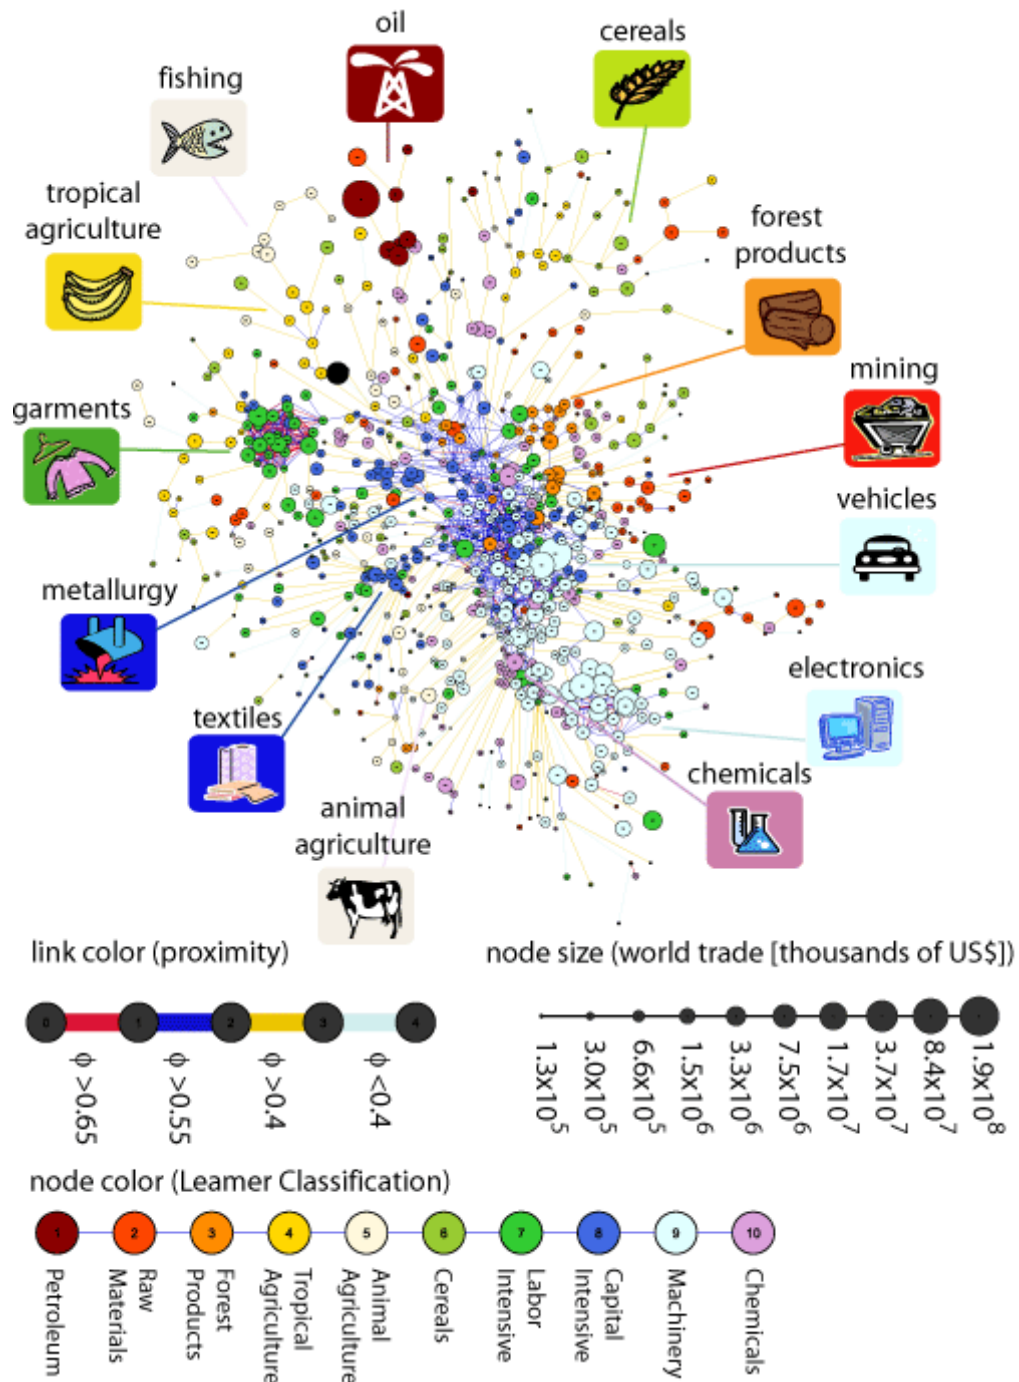 oil
cereals
fishing
tropical
agriculture
forest
products
mining
garments
vehicles
metallurgy
electronics
textiles
chemicals
animal
agriculture
link color (proximity)
node size (world trade [thousands of US$])
0 1 2 3 4
ϕ >0.65
ϕ >0.55
ϕ >0.4
ϕ <0.4
1.3x10⁵
3.0x10⁵
6.6x10⁵
1.5x10⁶
3.3x10⁶
7.5x10⁶
1.7x10⁷
3.7x10⁷
8.4x10⁷
1.9x10⁸
node color (Leamer Classification)
1 2 3 4 5 6 7 8 9 10
Petroleum
Raw
Materials
Forest
Products
Tropical
Agriculture
Animal
Agriculture
Cereals
Labor
Intensive
Capital
Intensive
Machinery
Chemicals